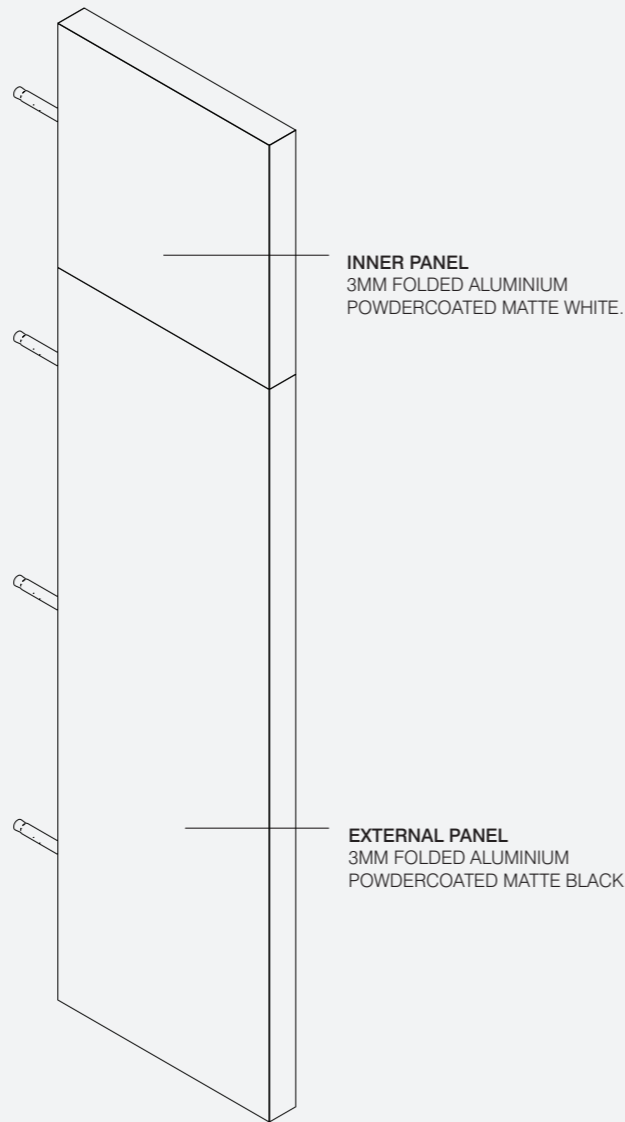 INNER PANEL
3MM FOLDED ALUMINIUM
POWDERCOATED MATTE WHITE.
EXTERNAL PANEL
3MM FOLDED ALUMINIUM
POWDERCOATED MATTE BLACK